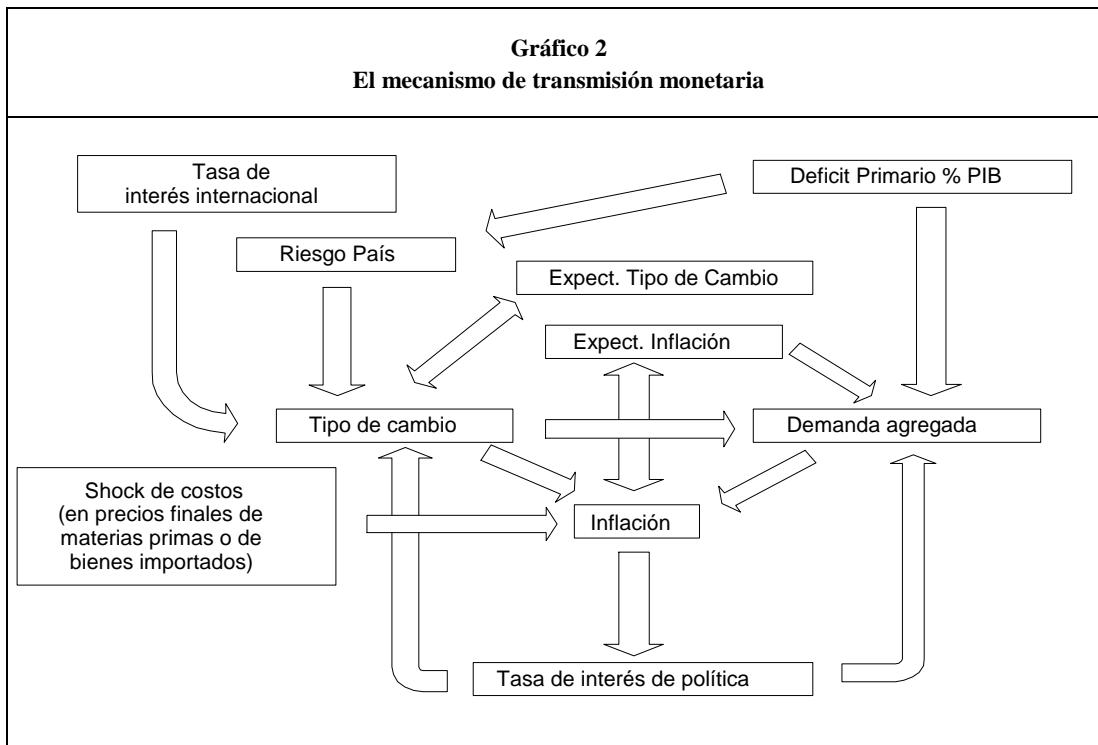 Gráfico 2
El mecanismo de transmisión monetaria
Tasa de
interés internacional
Deficit Primario % PIB
Riesgo País
Expect. Tipo de Cambio
Expect. Inflación
Tipo de cambio
Demanda agregada
Shock de costos
(en precios finales de
materias primas o de
bienes importados)
Inflación
Tasa de interés de política